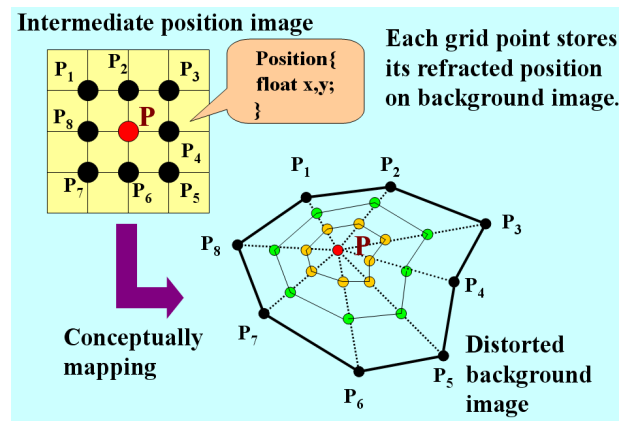 Intermediate position image
P1
P2
P3
P8
P
P4
P7
P6
P5
Position{
float x,y;
}
Each grid point stores
its refracted position
on background image.
P1
P2
P3
P8
P
P4
P7
P5
P6
Conceptually
mapping
Distorted
background
image